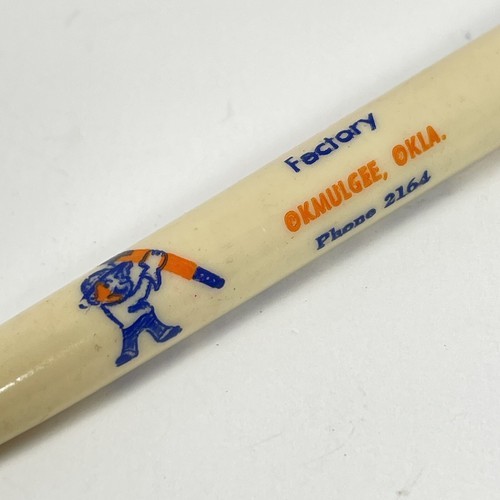 Factory
OKMULGEE, OKLA.
Phone 2164